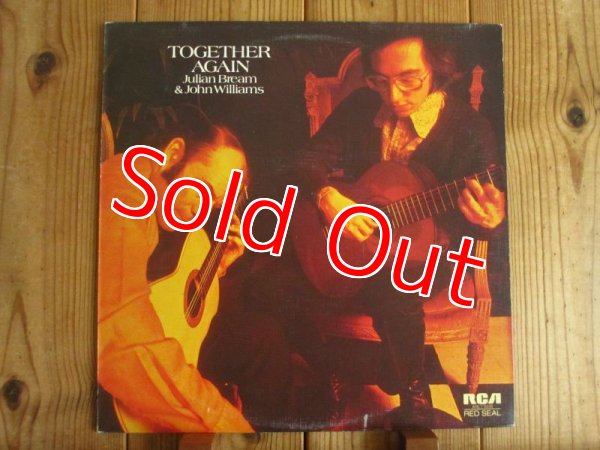 TOGETHER
AGAIN
Julian Bream
& John Williams
Sold Out
RCA
RED SEAL